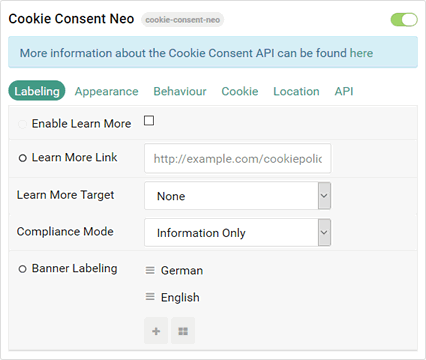 Cookie Consent Neo cookie-consent-neo
More information about the Cookie Consent API can be found here
Labeling Appearance Behaviour Cookie Location API
Enable Learn More
Learn More Link http://example.com/cookiepolic
Learn More Target None
Compliance Mode Information Only
Banner Labeling German
English